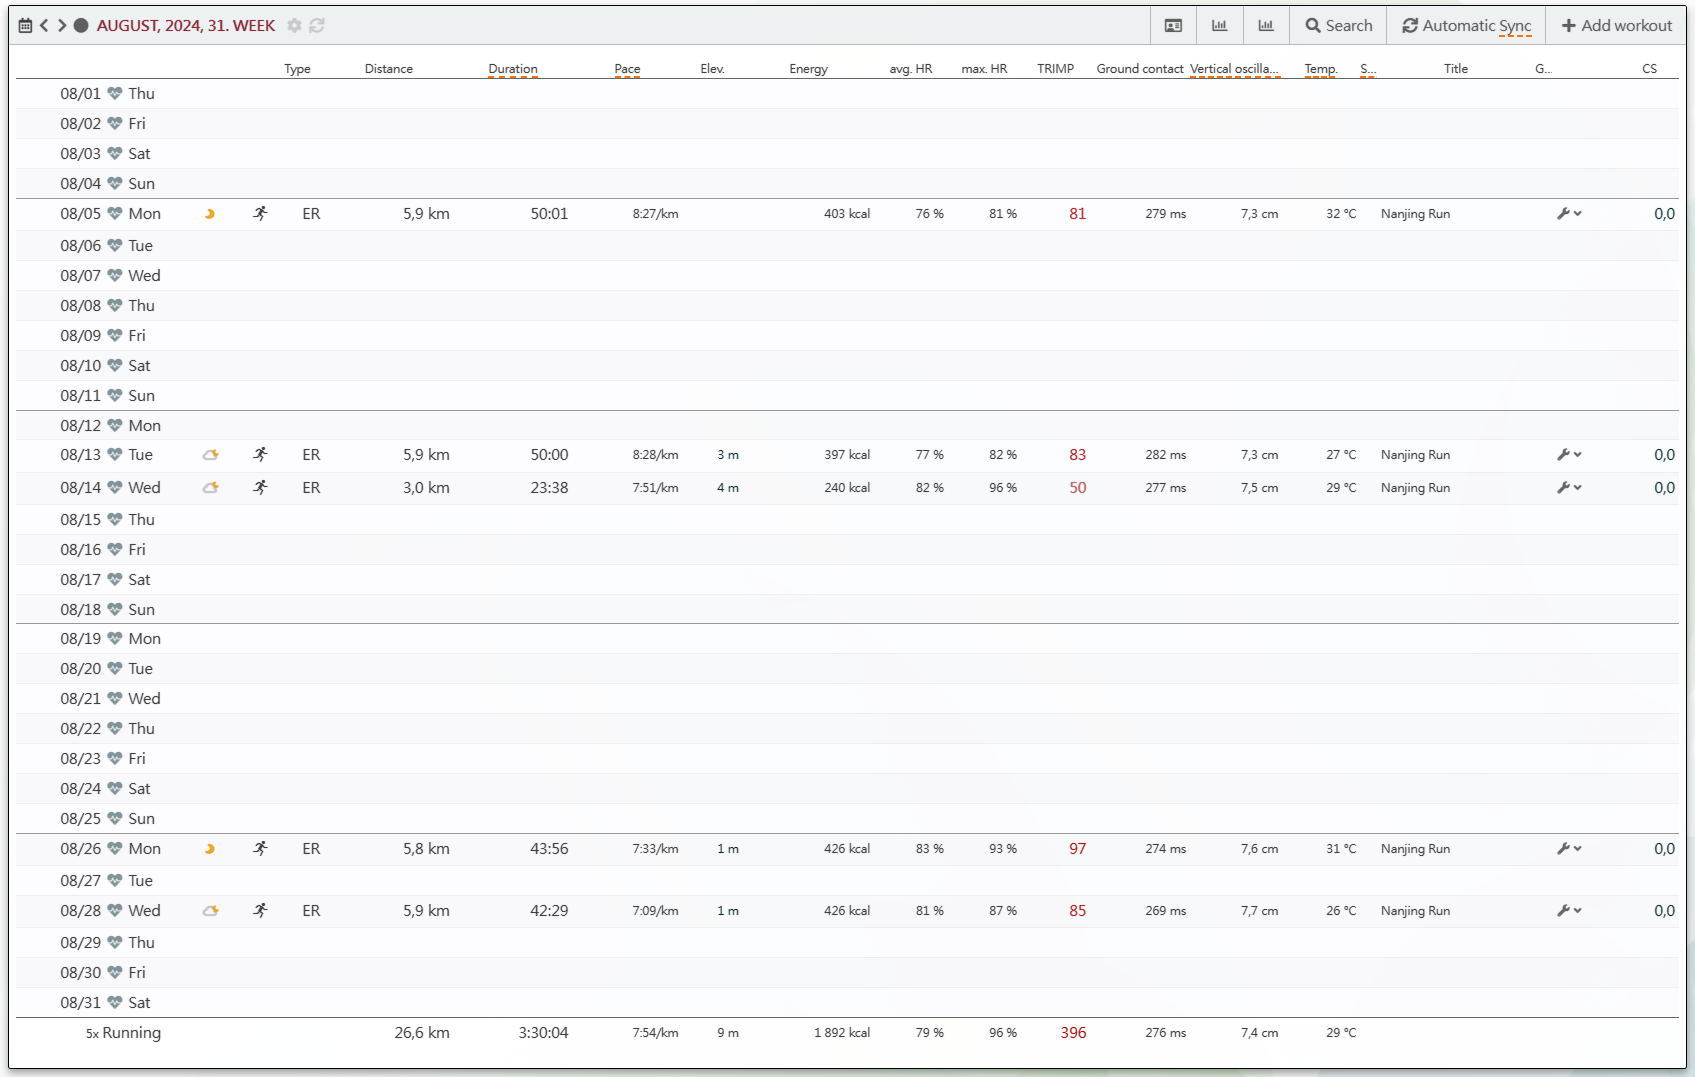 AUGUST, 2024, 31. WEEK Search Automatic Sync Add workout
Type Distance Duration Pace Elev. Energy avg. HR max. HR TRIMP Ground contact Vertical oscilla... Temp. S... Title G... CS
08/01 Thu
08/02 Fri
08/03 Sat
08/04 Sun
08/05 Mon ER 5,9 km 50:01 8:27/km 403 kcal 76 % 81 % 81 279 ms 7,3 cm 32 °C Nanjing Run 0,0
08/06 Tue
08/07 Wed
08/08 Thu
08/09 Fri
08/10 Sat
08/11 Sun
08/12 Mon
08/13 Tue ER 5,9 km 50:00 8:28/km 3 m 397 kcal 77 % 82 % 83 282 ms 7,3 cm 27 °C Nanjing Run 0,0
08/14 Wed ER 3,0 km 23:38 7:51/km 4 m 240 kcal 82 % 96 % 50 277 ms 7,5 cm 29 °C Nanjing Run 0,0
08/15 Thu
08/16 Fri
08/17 Sat
08/18 Sun
08/19 Mon
08/20 Tue
08/21 Wed
08/22 Thu
08/23 Fri
08/24 Sat
08/25 Sun
08/26 Mon ER 5,8 km 43:56 7:33/km 1 m 426 kcal 83 % 93 % 97 274 ms 7,6 cm 31 °C Nanjing Run 0,0
08/27 Tue
08/28 Wed ER 5,9 km 42:29 7:09/km 1 m 426 kcal 81 % 87 % 85 269 ms 7,7 cm 26 °C Nanjing Run 0,0
08/29 Thu
08/30 Fri
08/31 Sat
5x Running 26,6 km 3:30:04 7:54/km 9 m 1 892 kcal 79 % 96 % 396 276 ms 7,4 cm 29 °C